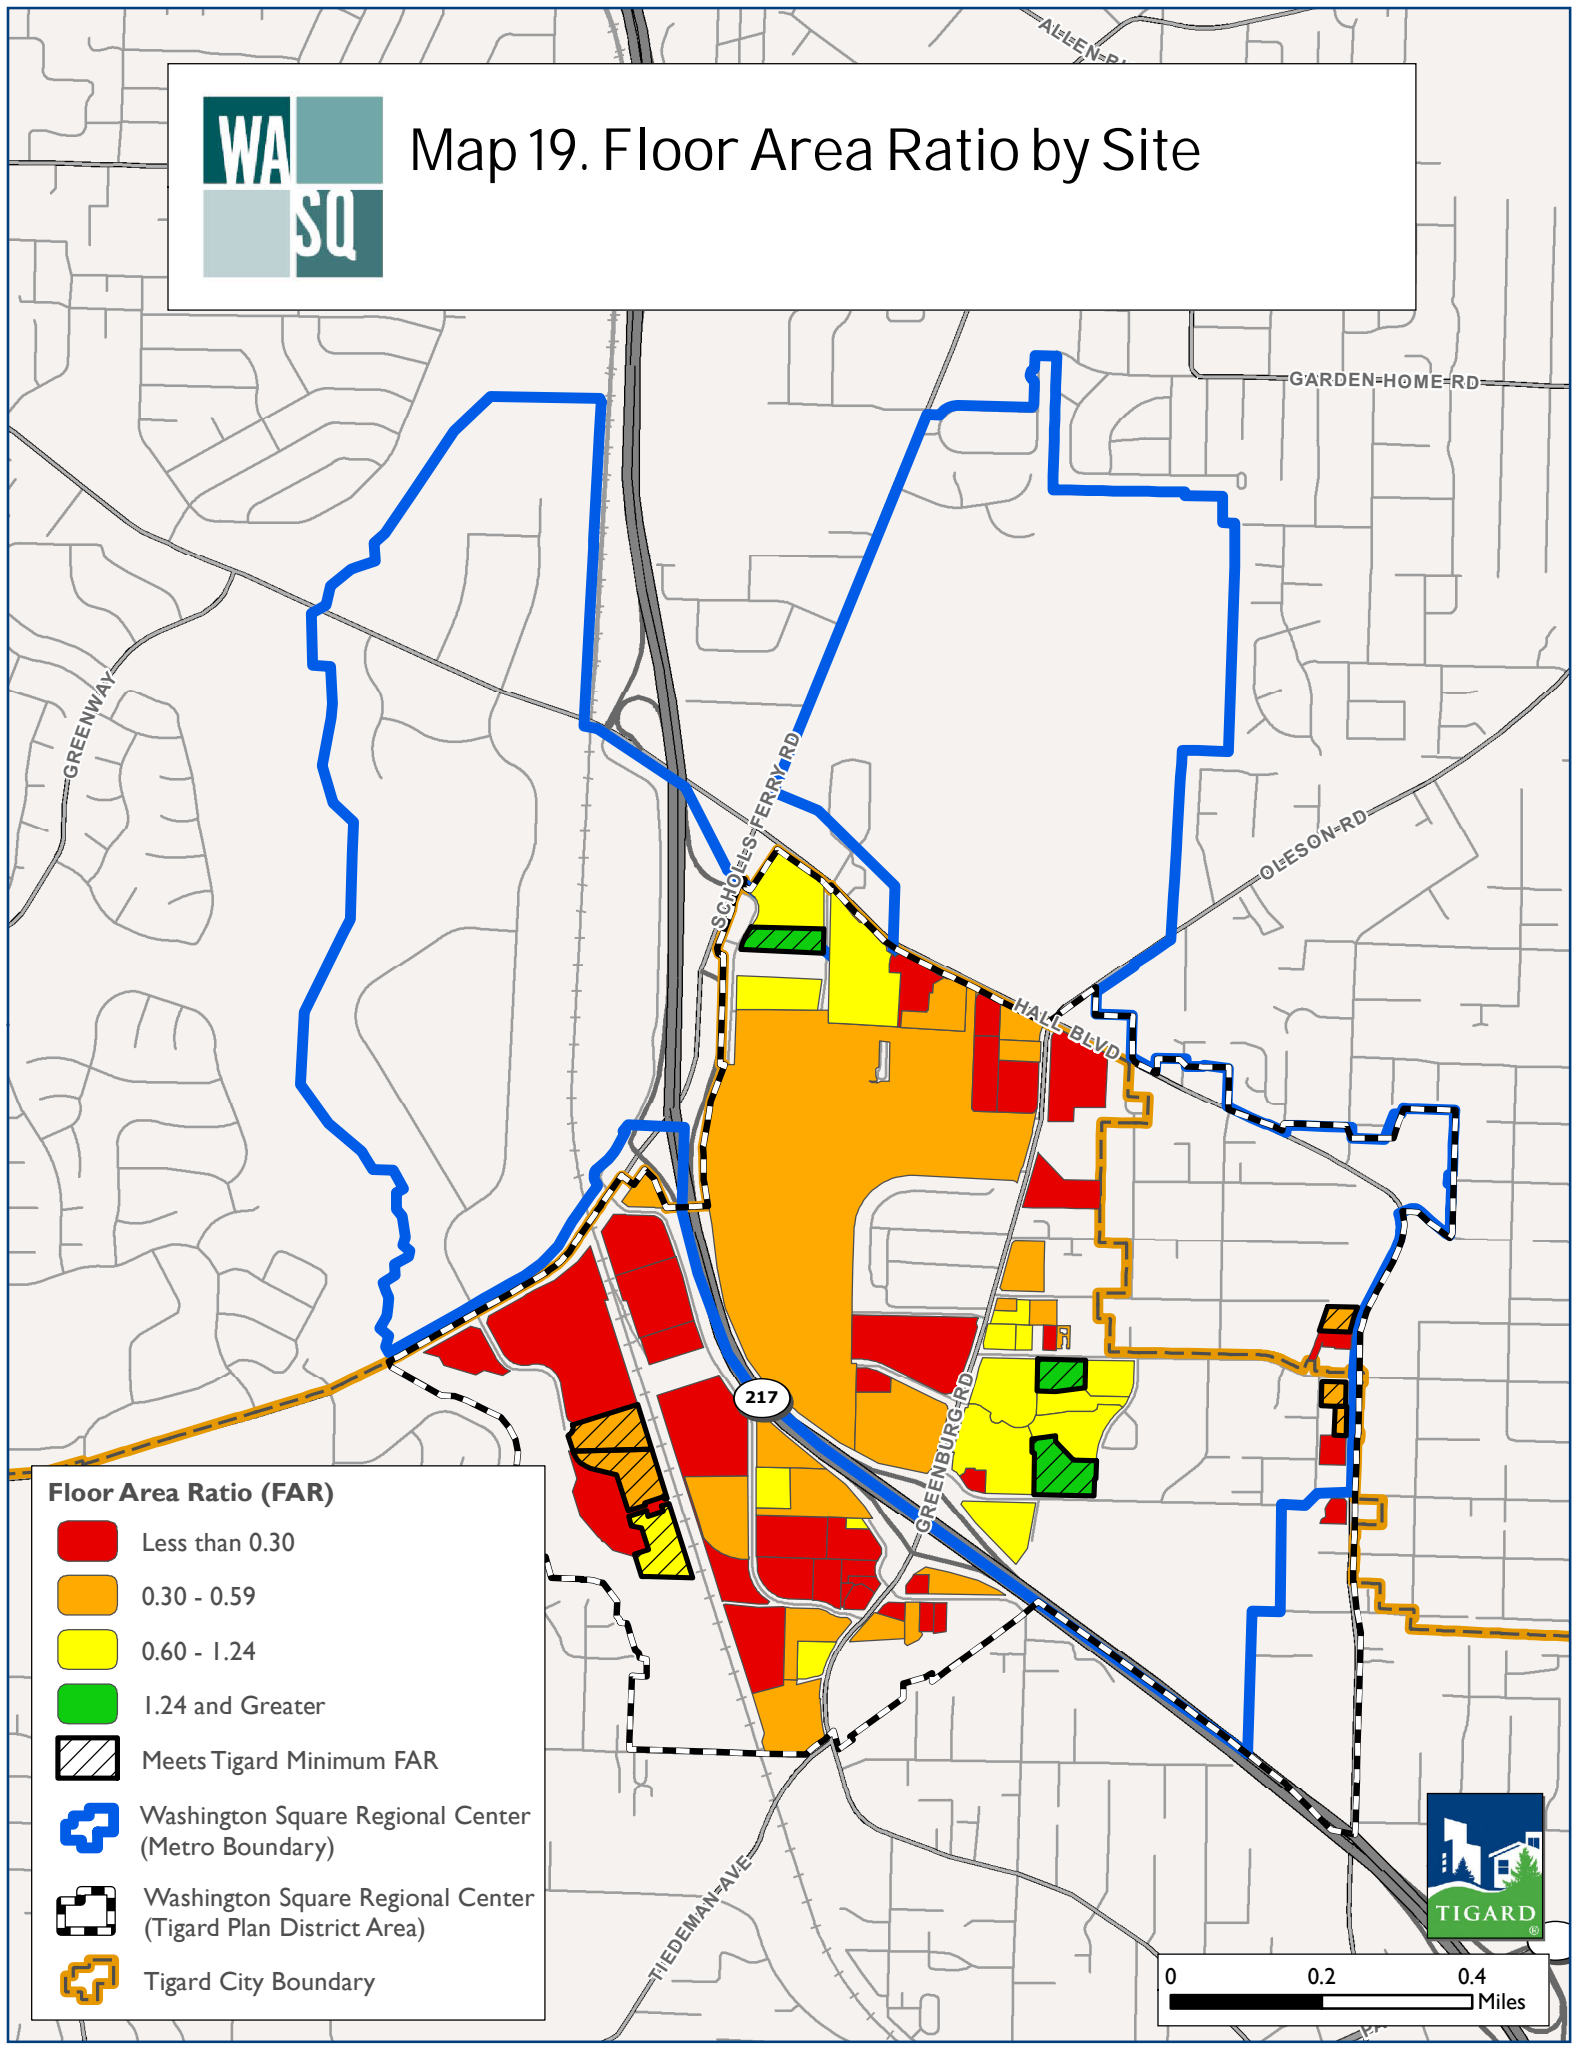 ALLEN
WA
SQ
Map 19. Floor Area Ratio by Site
GARDEN HOME RD
GREENWAY
SCHOLLS FERRY RD
OLESON RD
HALL BLVD
217
GREENBURG RD
TIEDEMAN AVE
Floor Area Ratio (FAR)
Less than 0.30
0.30 - 0.59
0.60 - 1.24
1.24 and Greater
Meets Tigard Minimum FAR
Washington Square Regional Center
(Metro Boundary)
Washington Square Regional Center
(Tigard Plan District Area)
Tigard City Boundary
TIGARD
®
0 0.2 0.4
Miles